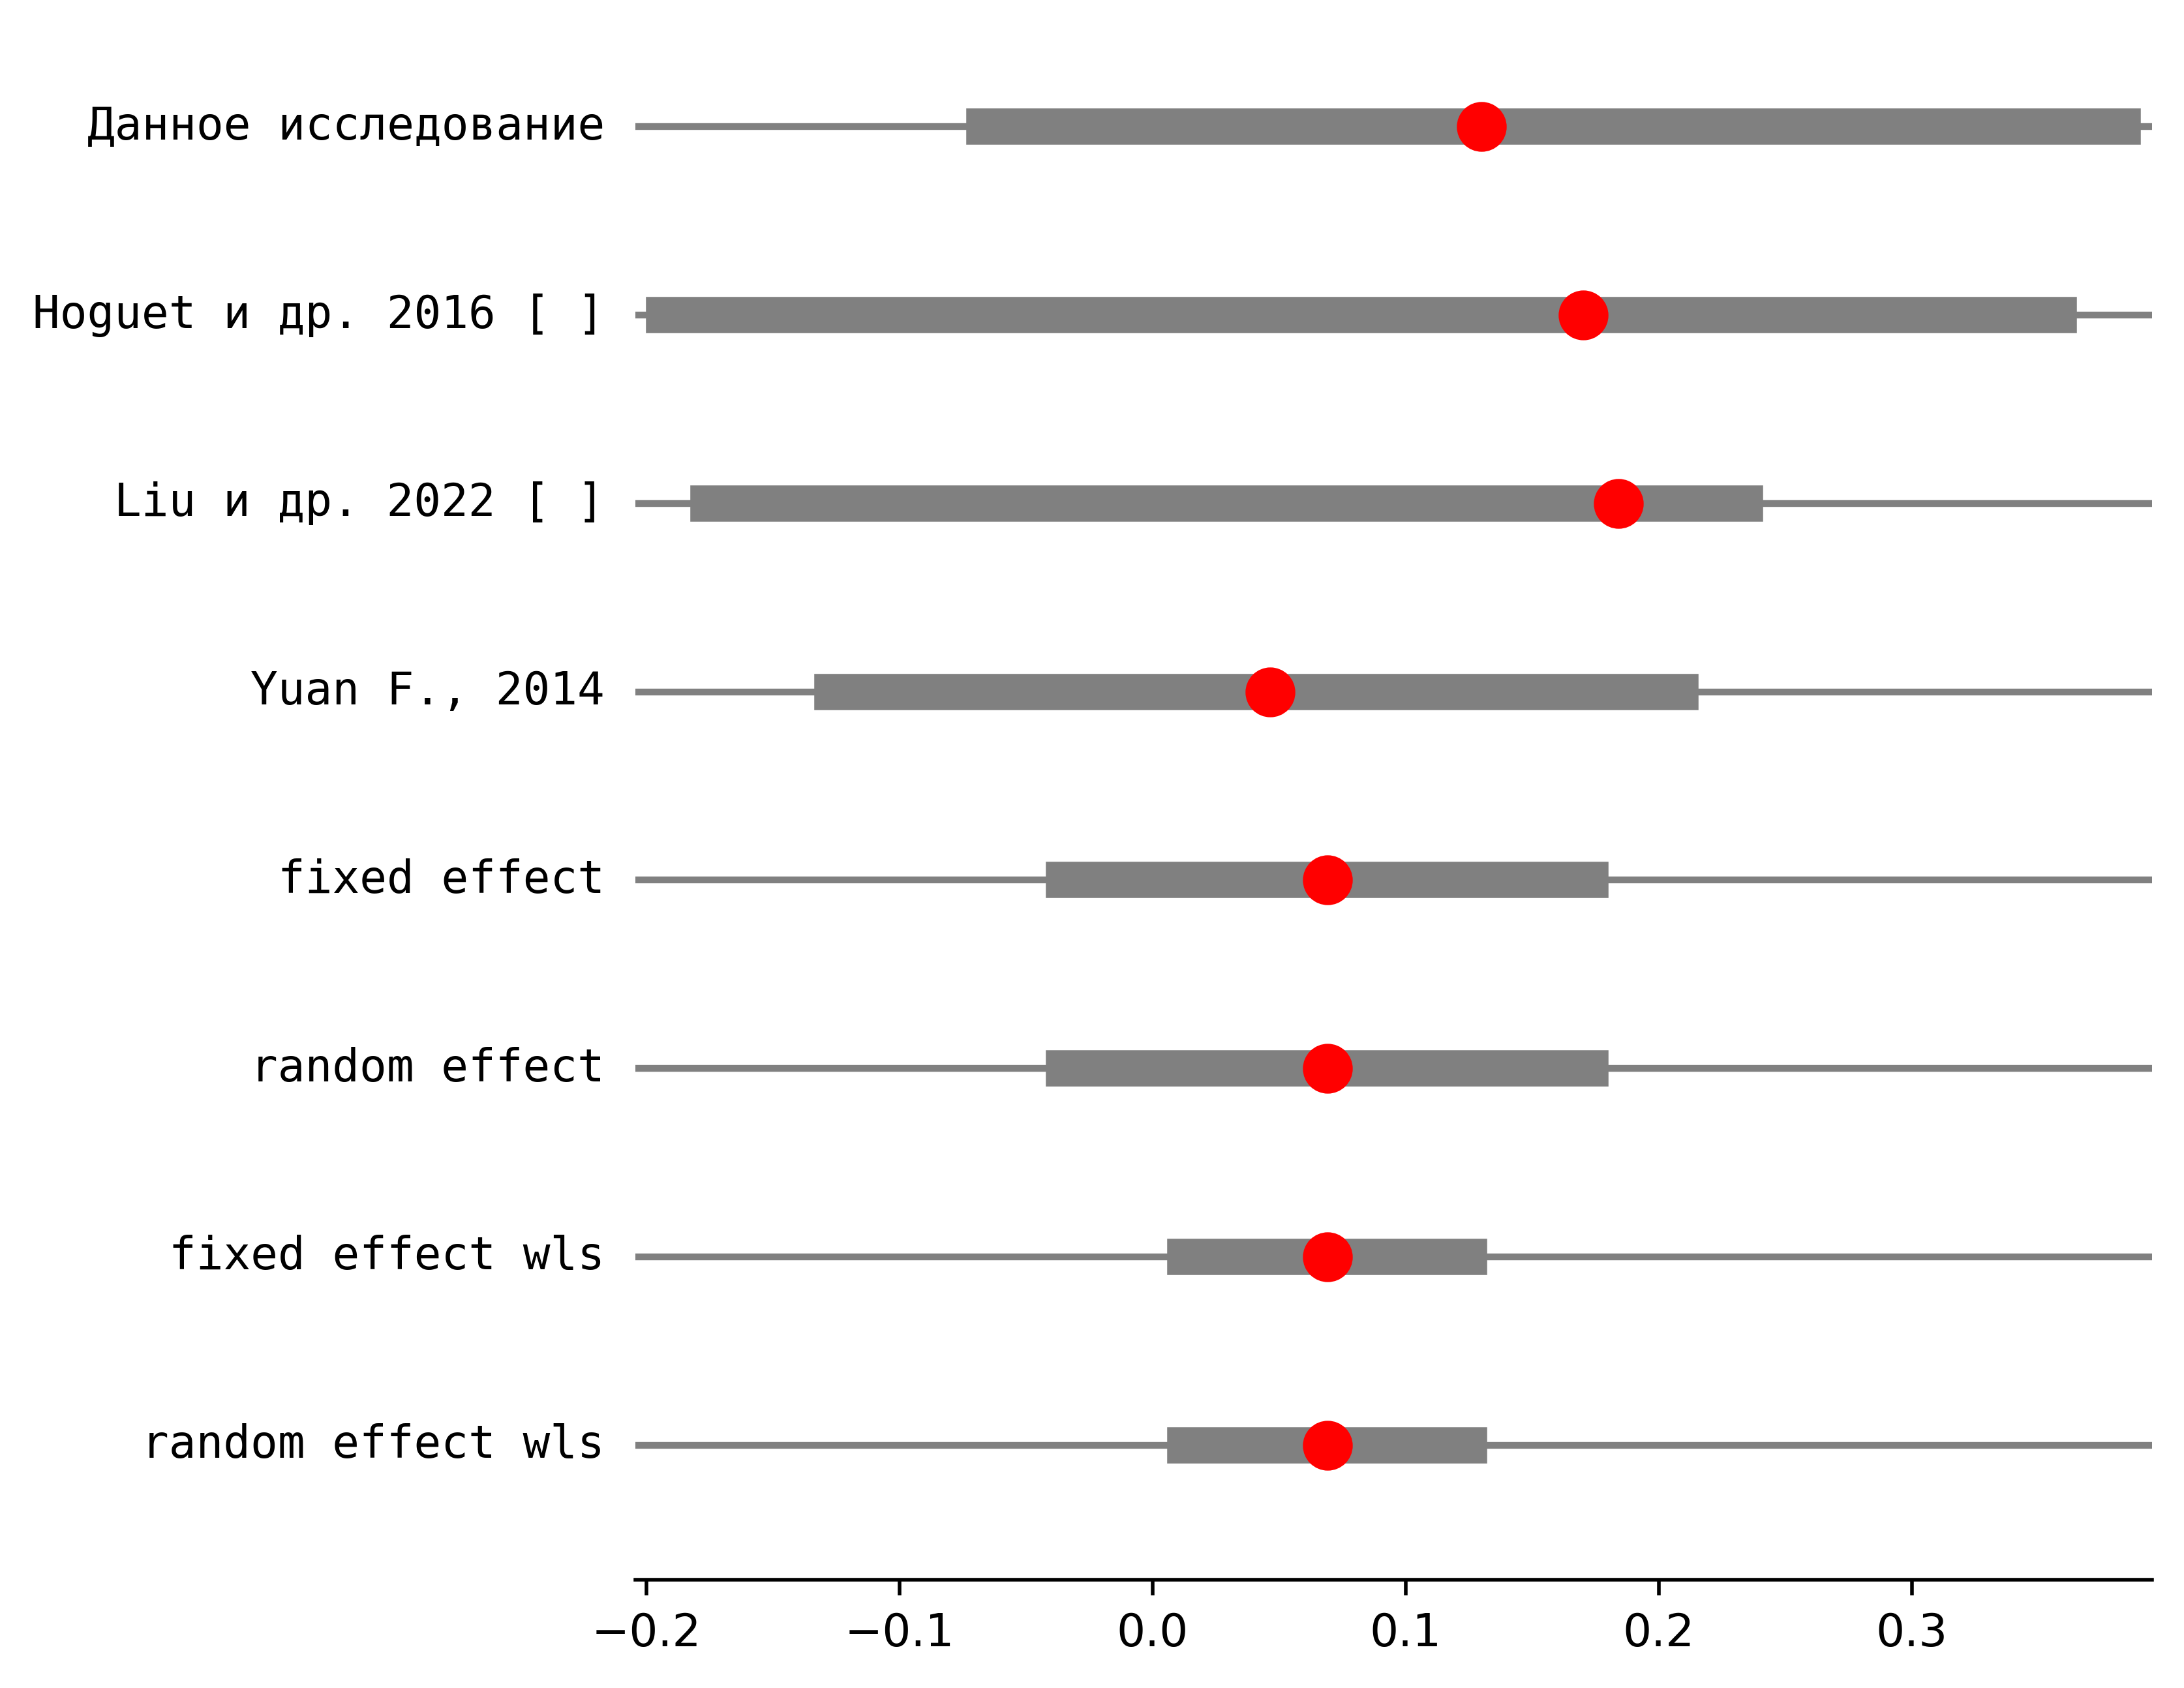 Данное исследование
Hoguet и др. 2016 [ ]
Liu и др. 2022 [ ]
Yuan F., 2014
fixed effect
random effect
fixed effect wls
random effect wls
−0.2 −0.1 0.0 0.1 0.2 0.3